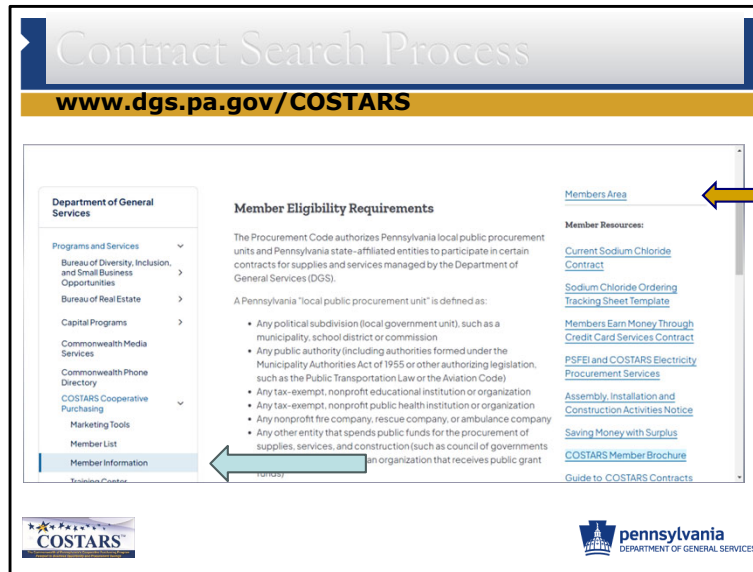 Contract Search Process
www.dgs.pa.gov/COSTARS
Department of General
Services
Programs and Services
Bureau of Diversity, Inclusion,
and Small Business
Opportunities
Bureau of Real Estate
Capital Programs
Commonwealth Media
Services
Commonwealth Phone
Directory
COSTARS Cooperative
Purchasing
Marketing Tools
Member List
Member Information
Training Center
Member Eligibility Requirements
The Procurement Code authorizes Pennsylvania local public procurement
units and Pennsylvania state-affiliated entities to participate in certain
contracts for supplies and services managed by the Department of
General Services (DGS).
A Pennsylvania "local public procurement unit" is defined as:
• Any political subdivision (local government unit), such as a
municipality, school district or commission
• Any public authority (including authorities formed under the
Municipality Authorities Act of 1955 or other authorizing legislation,
such as the Public Transportation Law or the Aviation Code)
• Any tax-exempt, nonprofit educational institution or organization
• Any tax-exempt, nonprofit public health institution or organization
• Any nonprofit fire company, rescue company, or ambulance company
• Any other entity that spends public funds for the procurement of
supplies, services, and construction (such as council of governments
an organization that receives public grant
funds)
Members Area
Member Resources:
Current Sodium Chloride
Contract
Sodium Chloride Ordering
Tracking Sheet Template
Members Earn Money Through
Credit Card Services Contract
PSFEI and COSTARS Electricity
Procurement Services
Assembly, Installation and
Construction Activities Notice
Saving Money with Surplus
COSTARS Member Brochure
Guide to COSTARS Contracts
COSTARS
pennsylvania
DEPARTMENT OF GENERAL SERVICES